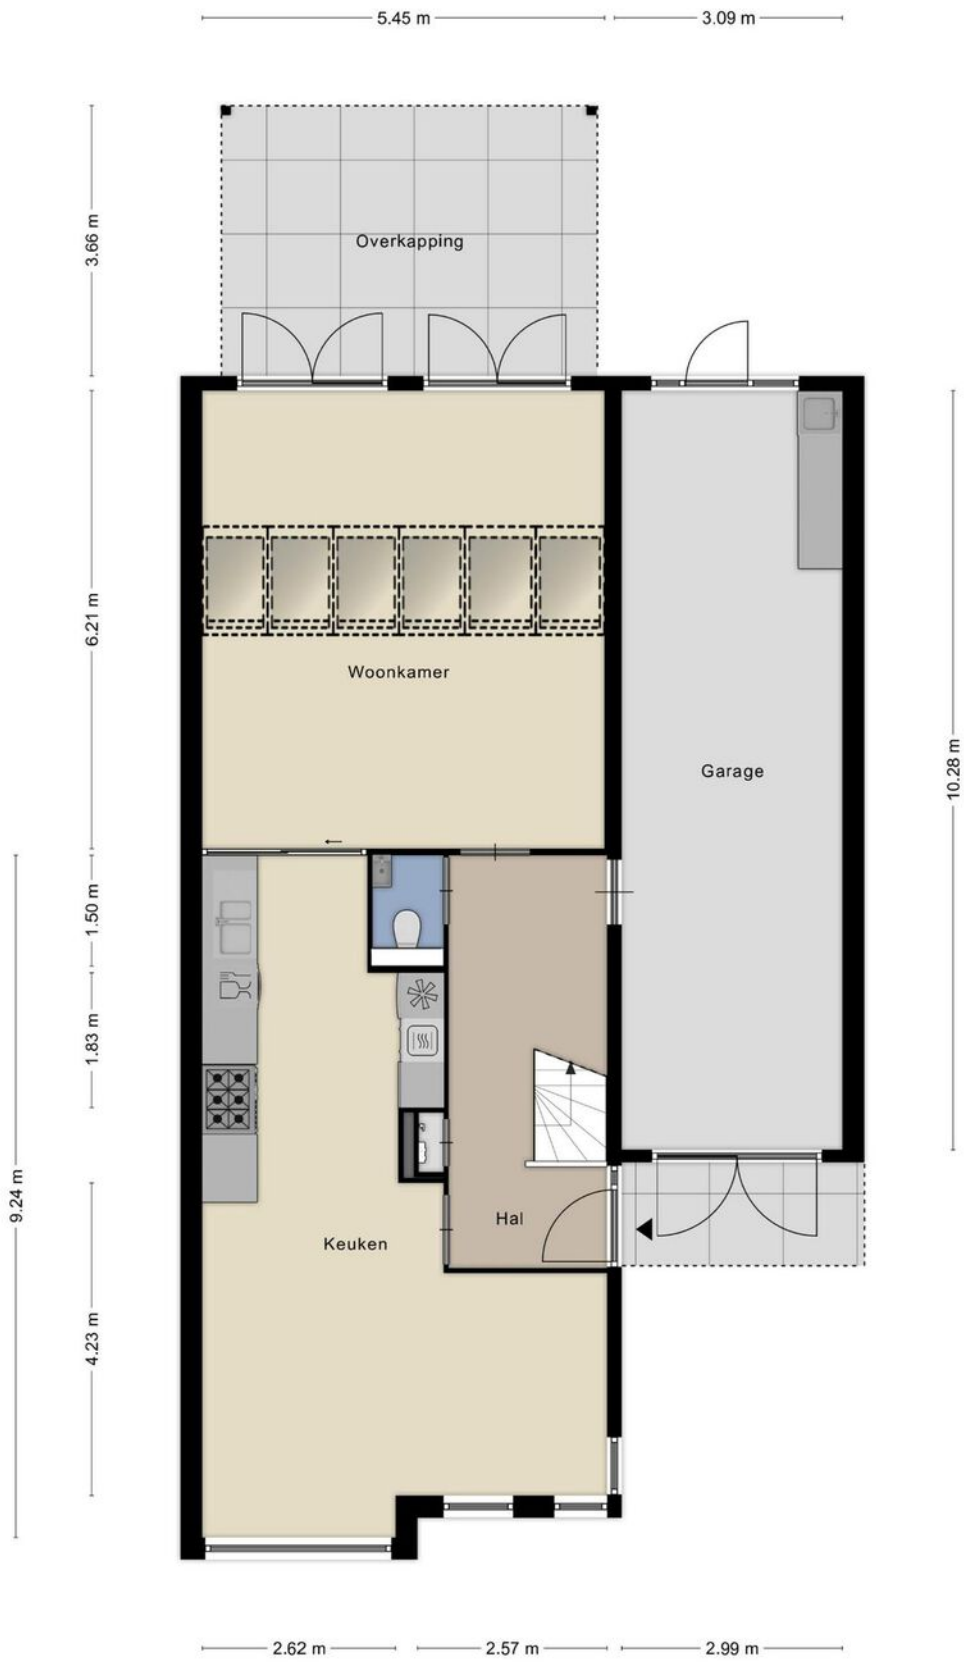 5.45 m
3.09 m
3.66 m
Overkapping
6.21 m
Woonkamer
Garage
10.28 m
1.50 m
1.83 m
9.24 m
Hal
Keuken
4.23 m
2.62 m
2.57 m
2.99 m